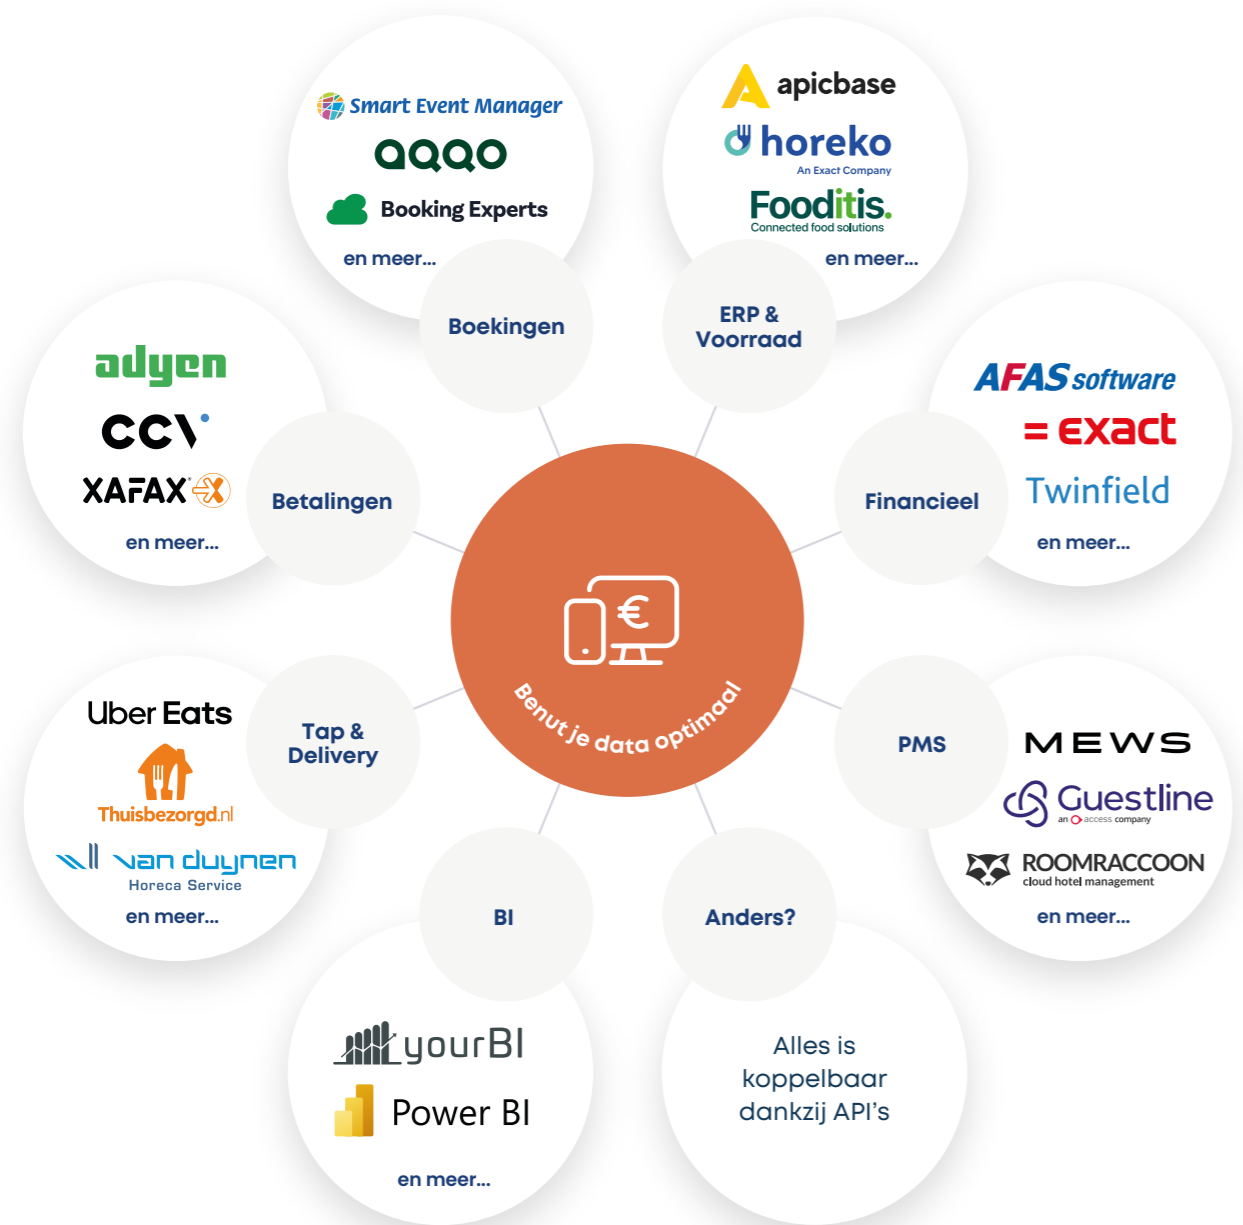 Smart Event Manager
aqqo
Booking Experts
en meer...
Boekingen
apicbase
horeko
An Exact Company
Fooditis.
Connected food solutions
en meer...
ERP &
Voorraad
adyen
CCV
XAFAX
en meer...
Betalingen
AFAS software
= exact
Twinfield
en meer...
Financieel
€
Benut je data optimaal
Uber Eats
Thuisbezorgd.nl
van duijnen
Horeca Service
en meer...
Tap &
Delivery
PMS
MEWS
Guestline
an access company
ROOMRACCOON
cloud hotel management
en meer...
BI
yourBI
Power BI
en meer...
Anders?
Alles is
koppelbaar
dankzij API's